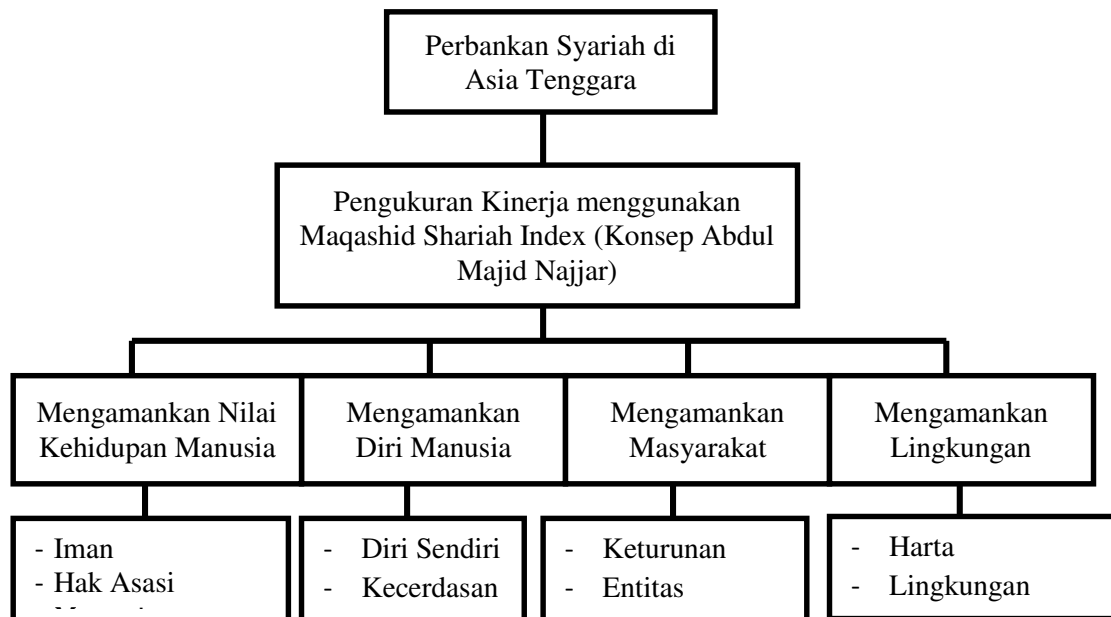 Perbankan Syariah di
Asia Tenggara
Pengukuran Kinerja menggunakan
Maqashid Shariah Index (Konsep Abdul
Majid Najjar)
Mengamankan Nilai
Kehidupan Manusia
Mengamankan
Diri Manusia
Mengamankan
Masyarakat
Mengamankan
Lingkungan
- Iman
- Hak Asasi
- Diri Sendiri
- Kecerdasan
- Keturunan
- Entitas
- Harta
- Lingkungan